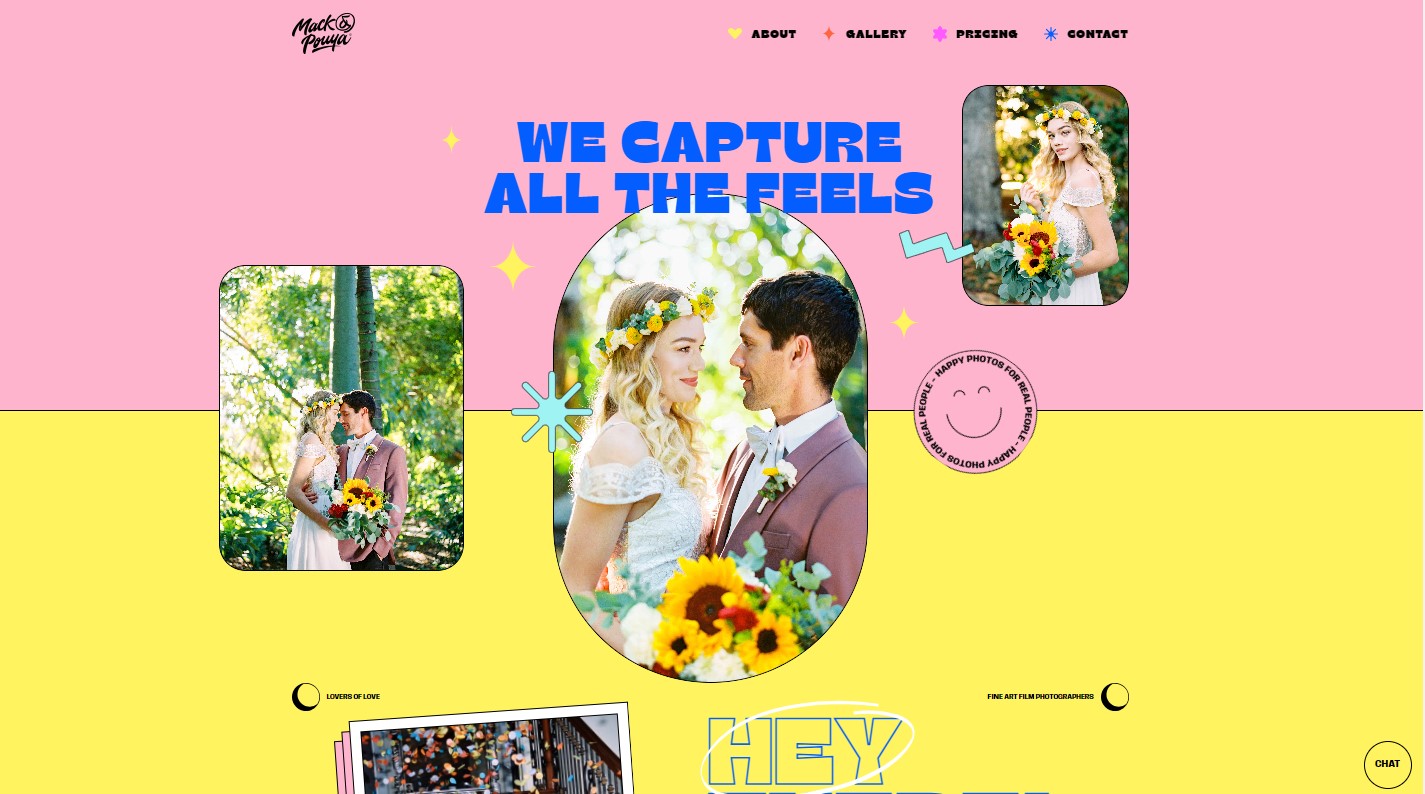 Mack &
Pouya
ABOUT
GALLERY
PRICING
CONTACT
WE CAPTURE
ALL THE FEELS
HAPPY PHOTOS FOR REAL PEOPLE - HAPPY PHOTOS FOR REAL PEOPLE -
LOVERS OF LOVE
FINE ART FILM PHOTOGRAPHERS
HEY
CHAT